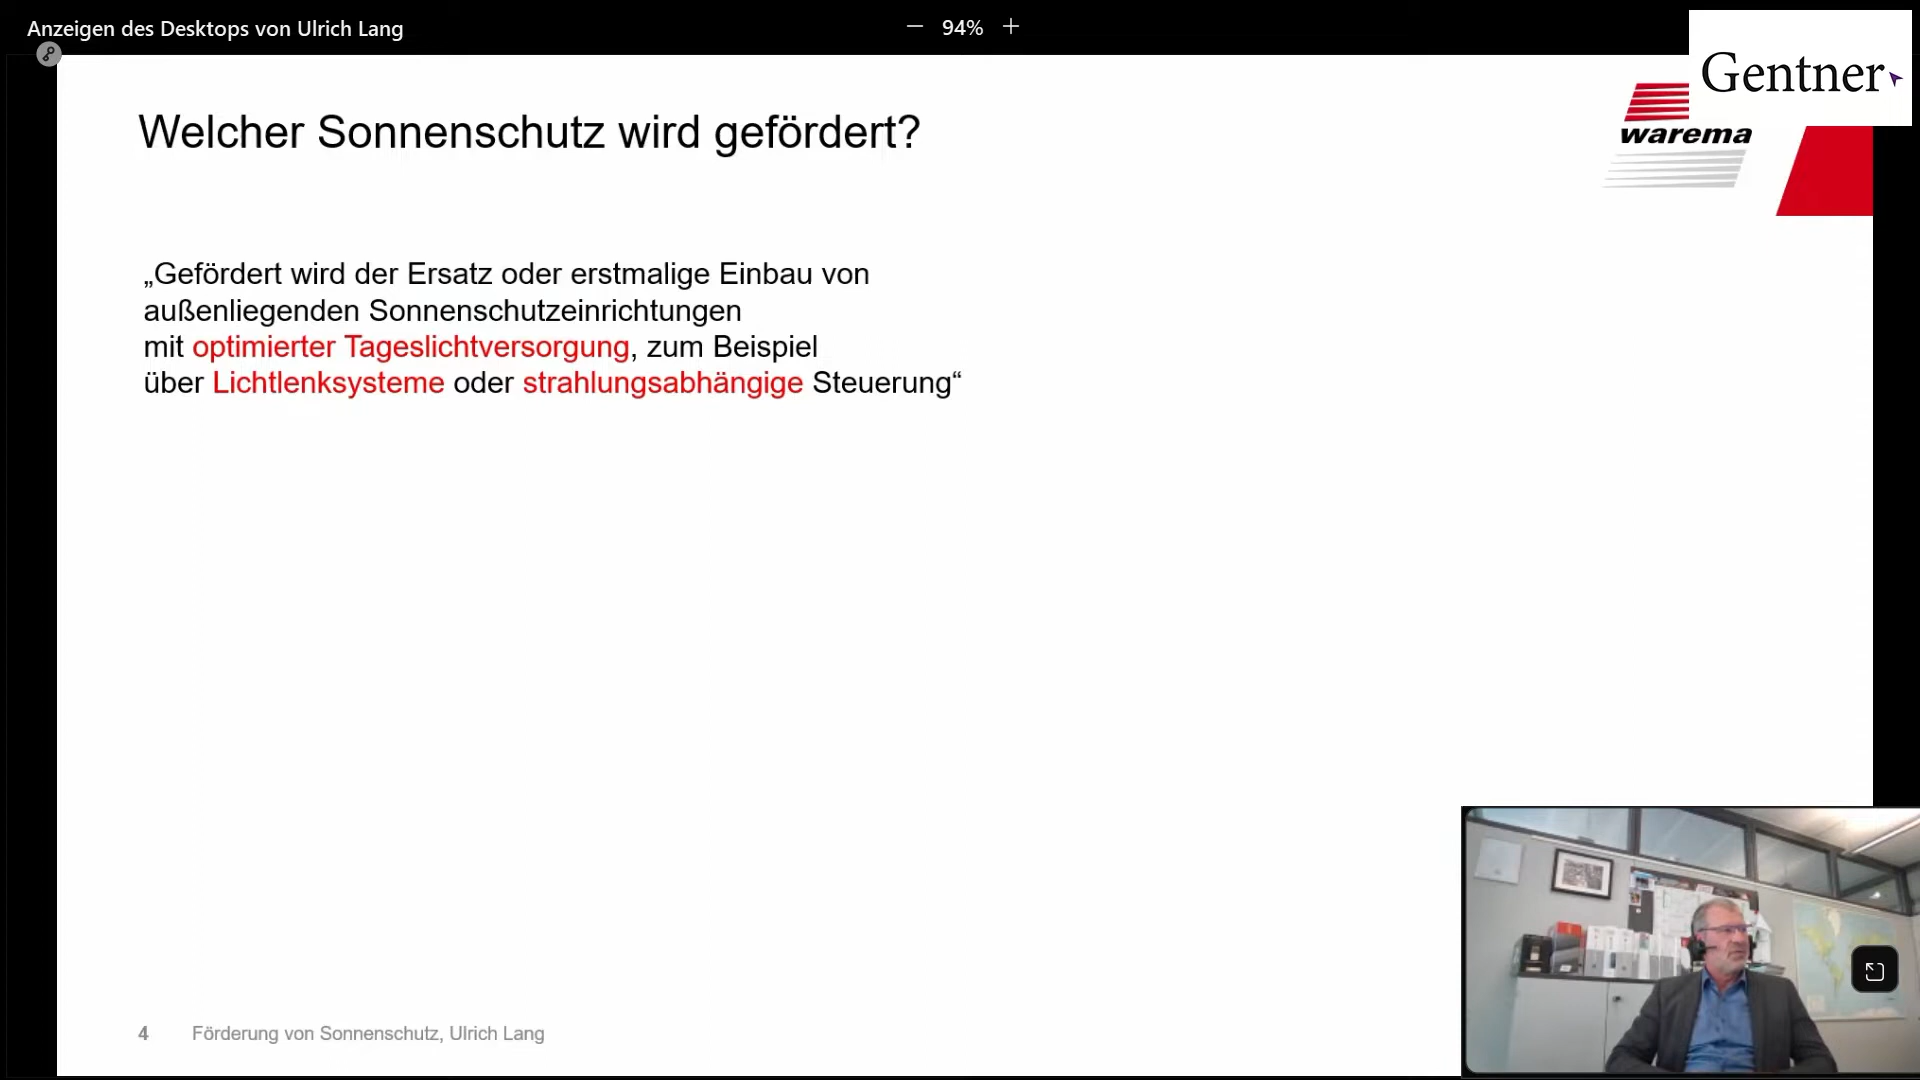 Anzeigen des Desktops von Ulrich Lang
94%
Gentner
warema
Welcher Sonnenschutz wird gefördert?
„Gefördert wird der Ersatz oder erstmalige Einbau von
außenliegenden Sonnenschutzeinrichtungen
mit optimierter Tageslichtversorgung, zum Beispiel
über Lichtlenksysteme oder strahlungsabhängige Steuerung“
4 Förderung von Sonnenschutz, Ulrich Lang